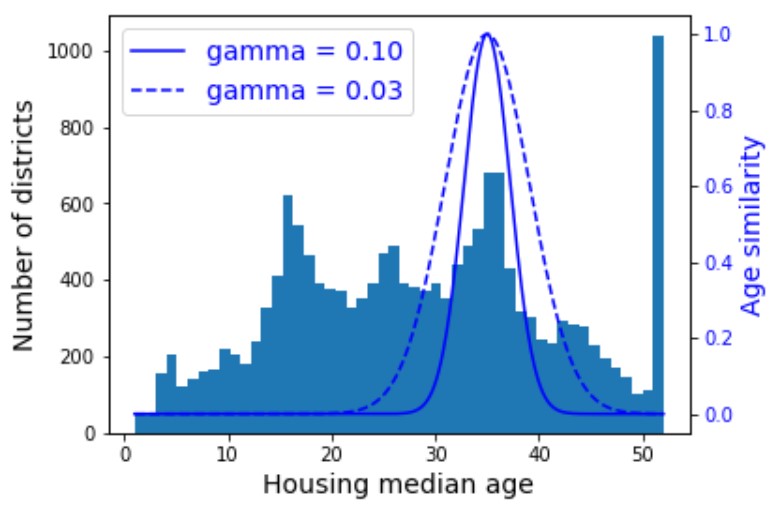 gamma = 0.10
gamma = 0.03
1000
800
600
400
200
0
Number of districts
1.0
0.8
0.6
0.4
0.2
0.0
Age similarity
0 10 20 30 40 50
Housing median age